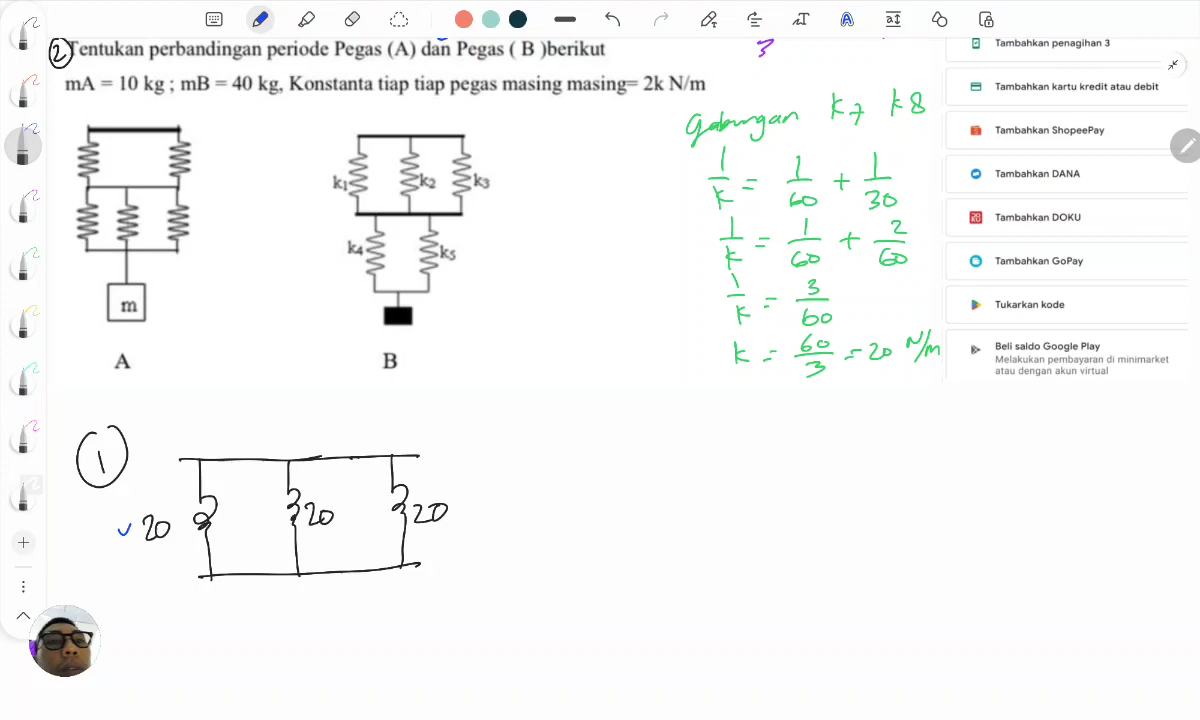 3
② Tentukan perbandingan periode Pegas (A) dan Pegas ( B )berikut
mA = 10 kg ; mB = 40 kg, Konstanta tiap tiap pegas masing masing= 2k N/m
k1
k2
k3
k4
k5
m
A
B
Gabungan k7 k8
1/k = 1/60 + 1/30
1/k = 1/60 + 2/60
1/k = 3/60
k = 60/3 = 20 N/m
Tambahkan penagihan 3
Tambahkan kartu kredit atau debit
Tambahkan ShopeePay
Tambahkan DANA
Tambahkan DOKU
Tambahkan GoPay
Tukarkan kode
Beli saldo Google Play
Melakukan pembayaran di minimarket
atau dengan akun virtual
①
20
20
20